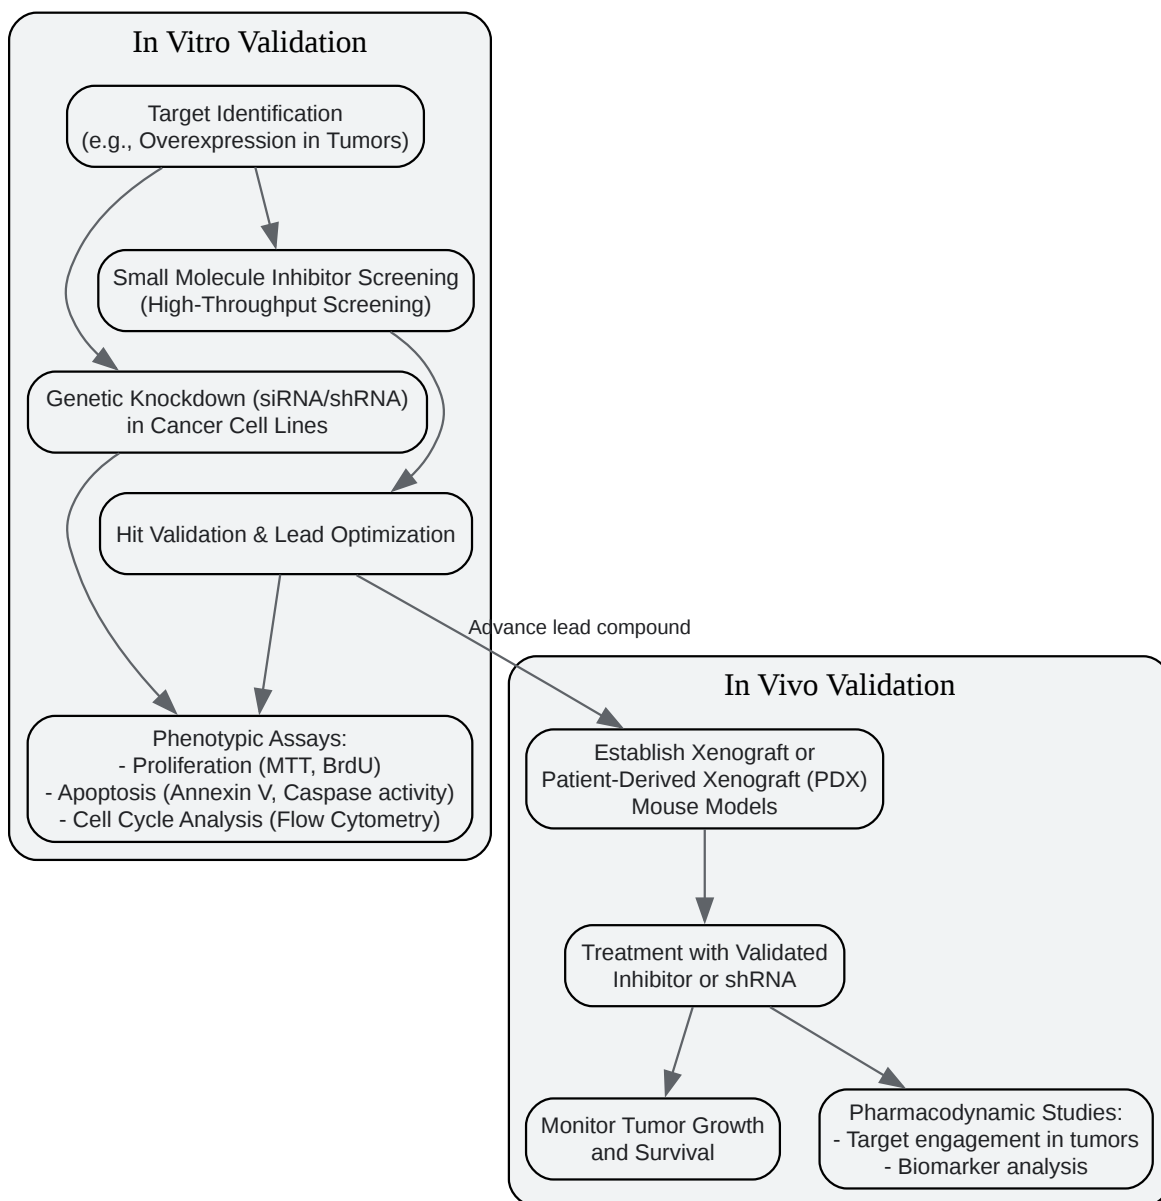 In Vitro Validation
Target Identification
(e.g., Overexpression in Tumors)
Small Molecule Inhibitor Screening
(High-Throughput Screening)
Genetic Knockdown (siRNA/shRNA)
in Cancer Cell Lines
Hit Validation & Lead Optimization
Advance lead compound
Phenotypic Assays:
- Proliferation (MTT, BrdU)
- Apoptosis (Annexin V, Caspase activity)
- Cell Cycle Analysis (Flow Cytometry)
In Vivo Validation
Establish Xenograft or
Patient-Derived Xenograft (PDX)
Mouse Models
Treatment with Validated
Inhibitor or shRNA
Monitor Tumor Growth
and Survival
Pharmacodynamic Studies:
- Target engagement in tumors
- Biomarker analysis